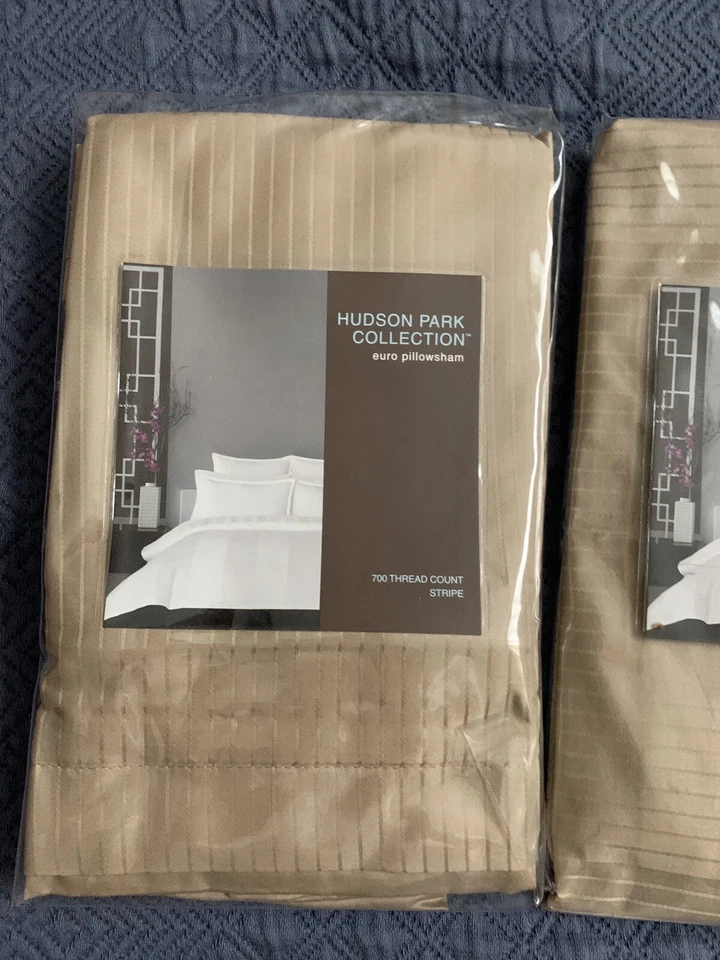 HUDSON PARK
COLLECTION™
euro pillowsham
700 THREAD COUNT
STRIPE